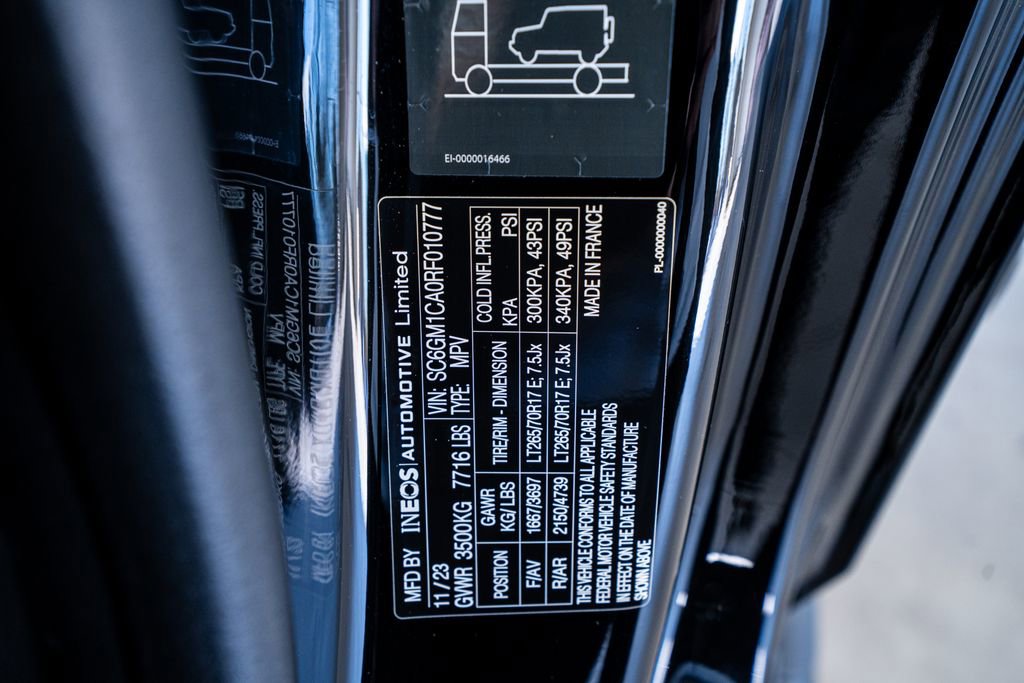 EI-0000016466
MFD BY INEOS AUTOMOTIVE Limited
11/23 VIN: SC6GM1CA0RF010777
GVWR 3500KG 7716 LBS TYPE: MPV
POSITION GAWR KG/LBS TIRE/RIM - DIMENSION COLD INFL.PRESS. KPA PSI
F/AV 1667/3697 LT265/70R17 E; 7.5Jx 300KPA, 43PSI
R/AR 2150/4739 LT265/70R17 E; 7.5Jx 340KPA, 49PSI
THIS VEHICLE CONFORMS TO ALL APPLICABLE
FEDERAL MOTOR VEHICLE SAFETY STANDARDS
IN EFFECT ON THE DATE OF MANUFACTURE
SHOWN ABOVE
MADE IN FRANCE
PL-0000000040